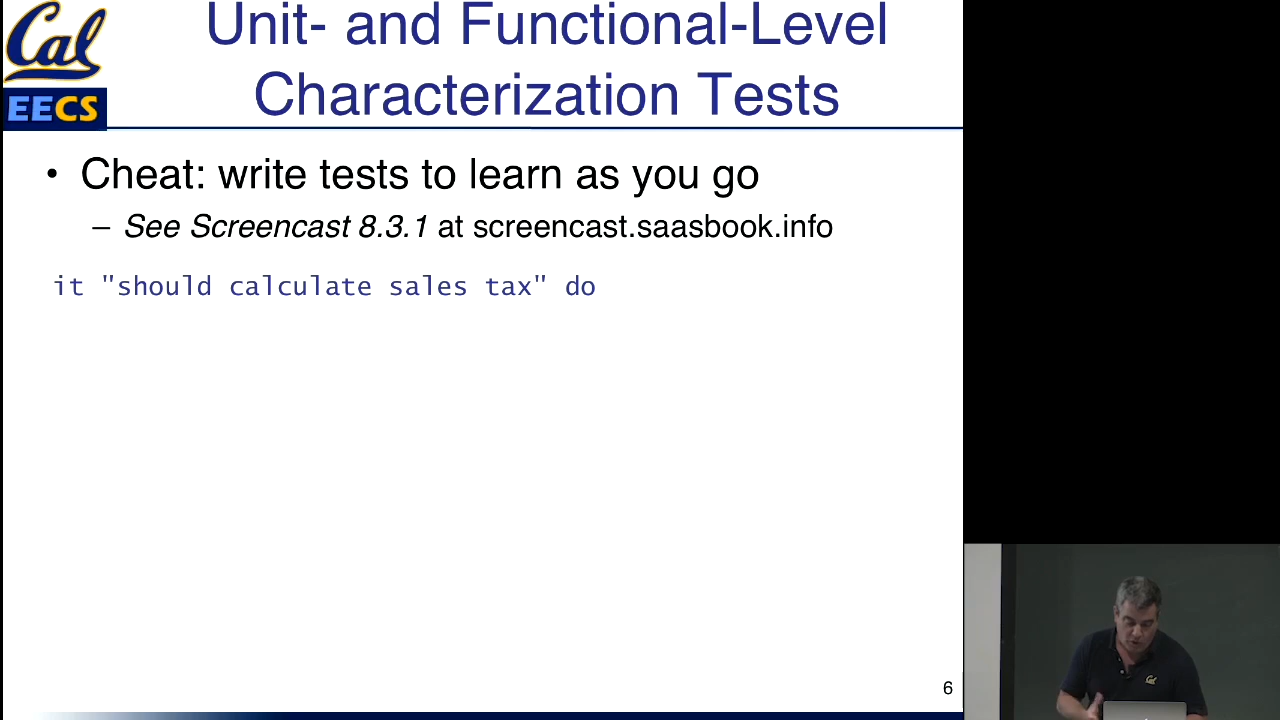 Cal
EECS
Unit- and Functional-Level
Characterization Tests
• Cheat: write tests to learn as you go
– See Screencast 8.3.1 at screencast.saasbook.info
it "should calculate sales tax" do
6
Cal